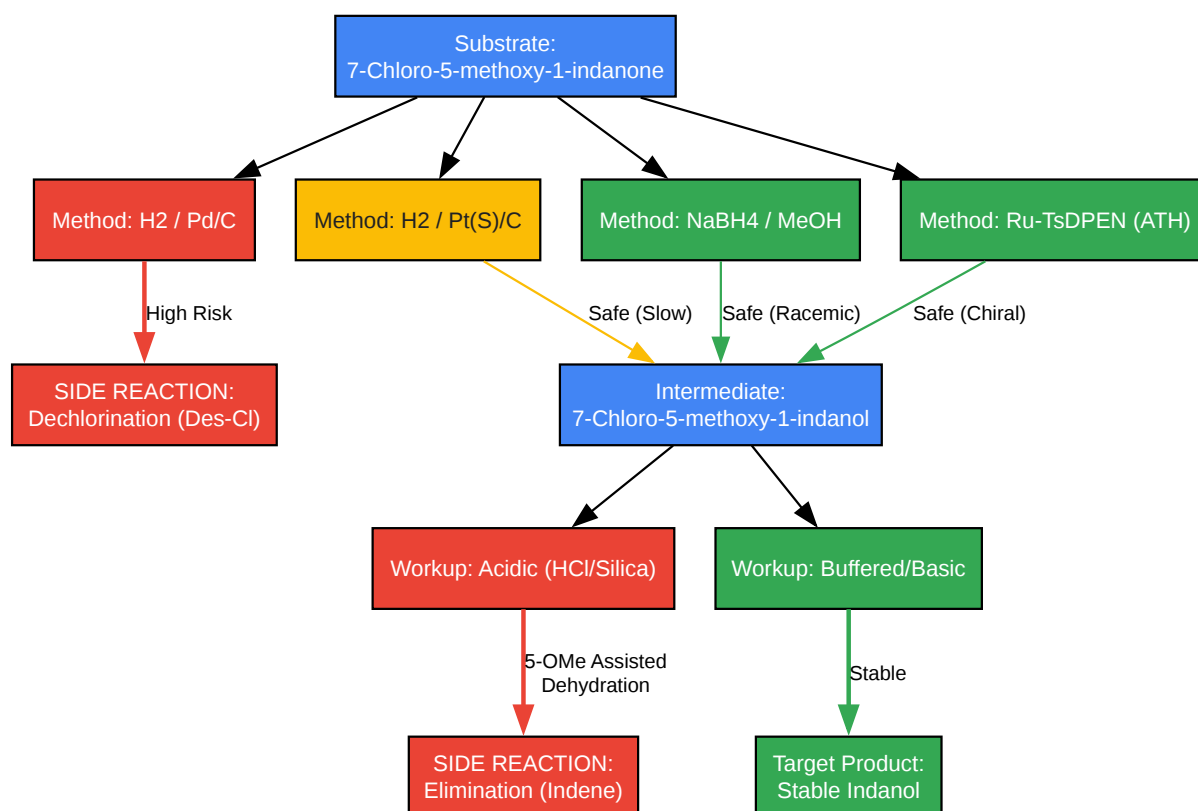 Substrate:
7-Chloro-5-methoxy-1-indanone
Method: H2 / Pd/C
Method: H2 / Pt(S)/C
Method: NaBH4 / MeOH
Method: Ru-TsDPEN (ATH)
High Risk
Safe (Slow)
Safe (Racemic)
Safe (Chiral)
SIDE REACTION:
Dechlorination (Des-Cl)
Intermediate:
7-Chloro-5-methoxy-1-indanol
Workup: Acidic (HCl/Silica)
Workup: Buffered/Basic
5-OMe Assisted
Dehydration
Stable
SIDE REACTION:
Elimination (Indene)
Target Product:
Stable Indanol